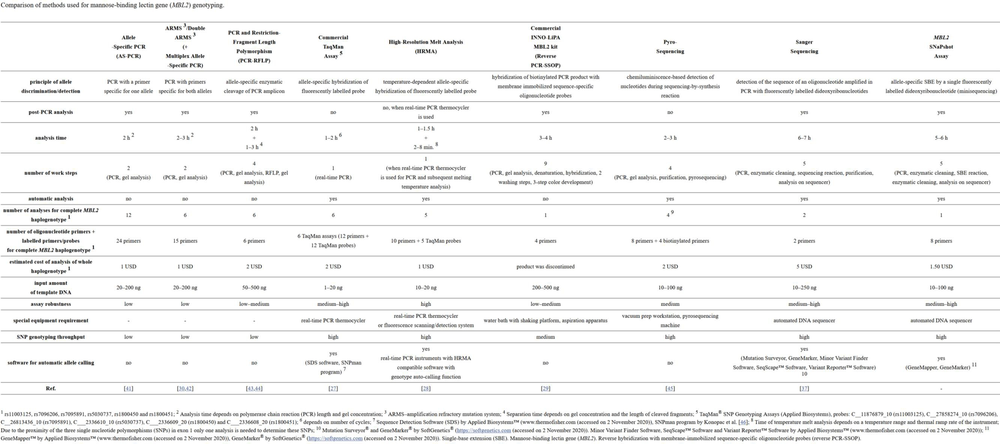 Comparison of methods used for mannose-binding lectin gene (MBL2) genotyping.
Allele
-Specific PCR
(AS-PCR)
ARMS 3/Double
ARMS 3
(+
Multiplex Allele
-Specific PCR)
PCR and Restriction-
Fragment Length
Polymorphism
(PCR-RFLP)
Commercial
TaqMan
Assay 5
High-Resolution Melt Analysis
(HRMA)
Commercial
INNO-LiPA
MBL2 kit
(Reverse
PCR-SSOP)
Pyro-
Sequencing
Sanger
Sequencing
MBL2
SNaPshot
Assay
principle of allele
discrimination/detection
PCR with a primer
specific for one allele
PCR with primers
specific for both alleles
allele-specific enzymatic
cleavage of PCR amplicon
allele-specific hybridization of
fluorescently labelled probe
temperature-dependent allele-specific
hybridization of fluorescently labelled probe
hybridization of biotinylated PCR product with
membrane immobilized sequence-specific
oligonucleotide probes
chemiluminiscence-based detection of
nucleotides during sequencing-by-synthesis
reaction
detection of the sequence of an oligonucleotide amplified in
PCR with fluorescently labelled dideoxyribonucleotides
allele-specific SBE by a single fluorescently
labelled dideoxyribonucleotide (minisequencing)
post-PCR analysis
yes
yes
yes
no
no, when real-time PCR thermocycler
is used
yes
no
yes
yes
analysis time
2 h 2
2–3 h 2
2 h
+
1–3 h 4
1–2 h 6
1–1.5 h
+
2–8 min. 8
3–4 h
2–3 h
6–7 h
5–6 h
number of work steps
2
(PCR, gel analysis)
2
(PCR, gel analysis)
4
(PCR, gel analysis, RFLP, gel
analysis)
1
(real-time PCR)
1
(when real-time PCR thermocycler
is used for PCR and subsequent melting
temperature analysis)
9
(PCR, gel analysis, denaturation, hybridization, 2
washing steps, 3-step color development)
4
(PCR, gel analysis, purification, pyrosequencing)
5
(PCR, enzymatic cleaning, sequencing reaction, purification,
analysis on sequencer)
5
(PCR, enzymatic cleaning, SBE reaction,
enzymatic cleaning, analysis on sequencer)
automatic analysis
no
no
no
yes
yes
no
yes
yes
yes
number of analyses for complete MBL2
haplogenotype 1
12
6
6
6
5
1
4 9
2
1
number of oligonucleotide primers +
labelled primers/probes
for complete MBL2 haplogenotype 1
24 primers
15 primers
6 primers
6 TaqMan assays (12 primers +
12 TaqMan probes)
10 primers + 5 TaqMan probes
4 primers
8 primers + 4 biotinylated primers
2 primers
8 primers
estimated cost of analysis of whole
haplogenotype 1
1 USD
1 USD
2 USD
2 USD
1 USD
product was discontinued
2 USD
5 USD
1.50 USD
input amount
of template DNA
20–200 ng
20–200 ng
50–500 ng
1–20 ng
10–20 ng
200–500 ng
10–100 ng
10–250 ng
10–100 ng
assay robustness
low
low
low–medium
medium–high
high
low–medium
medium
medium–high
medium–high
special equipment requirement
-
-
-
real-time PCR thermocycler
real-time PCR thermocycler
or fluorescence scanning/detection system
water bath with shaking platform, aspiration apparatus
vacuum prep workstation, pyrosequencing
machine
automated DNA sequencer
automated DNA sequencer
SNP genotyping throughput
low
low
low
high
high
medium
high
high
high
software for automatic allele calling
no
no
no
yes
(SDS software, SNPman
program) 7
yes
real-time PCR instruments with HRMA
compatible software with
genotype auto-calling function
no
no
yes
(Mutation Surveyor, GeneMarker, Minor Variant Finder
Software, SeqScape™ Software, Variant Reporter™ Software)
10
yes
(GeneMapper, GeneMarker) 11
Ref.
[41]
[30,42]
[43,44]
[27]
[28]
[29]
[45]
[37]
-
1 rs11003125, rs7096206, rs7095891, rs5030737, rs1800450 and rs1800451; 2 Analysis time depends on polymerase chain reaction (PCR) length and gel concentration; 3 ARMS–amplification refractory mutation system; 4 Separation time depends on gel concentration and the length of cleaved fragments; 5 TaqMan® SNP Genotyping Assays (Applied Biosystems), probes: C__11876879_10 (rs11003125), C__27858274_10 (rs7096206),
C__26813436_10 (rs7095891), C___2336610_10 (rs5030737), C___2336609_20 (rs1800450) and C___2336608_20 (rs1800451); 6 depends on number of cycles; 7 Sequence Detection Software (SDS) by Applied Biosystems™ (www.thermofisher.com (accessed on 2 November 2020)), SNPman program by Konopac et al. [46]; 8 Time of temperature melt analysis depends on a temperature range and thermal ramp rate of the instrument;
Due to the proximity of the three single nucleotide polymorphisms (SNPs) in exon 1 only one analysis is needed to determine these SNPs; 10 Mutation Surveyor® and GeneMarker® by SoftGenetics® (https://softgenetics.com (accessed on 2 November 2020)). Minor Variant Finder Software, SeqScape™ Software and Variant Reporter™ Software by Applied Biosystems™ (www.thermofisher.com (accessed on 2 November 2020)); 11
GeneMapper™ by Applied Biosystems™ (www.thermofisher.com (accessed on 2 November 2020)), GeneMarker® by SoftGenetics® (https://softgenetics.com (accessed on 2 November 2020)). Single-base extension (SBE). Mannose-binding lectin gene (MBL2). Reverse hybridization with membrane-immobilized sequence-specific oligonucleotide probes (reverse PCR-SSOP).